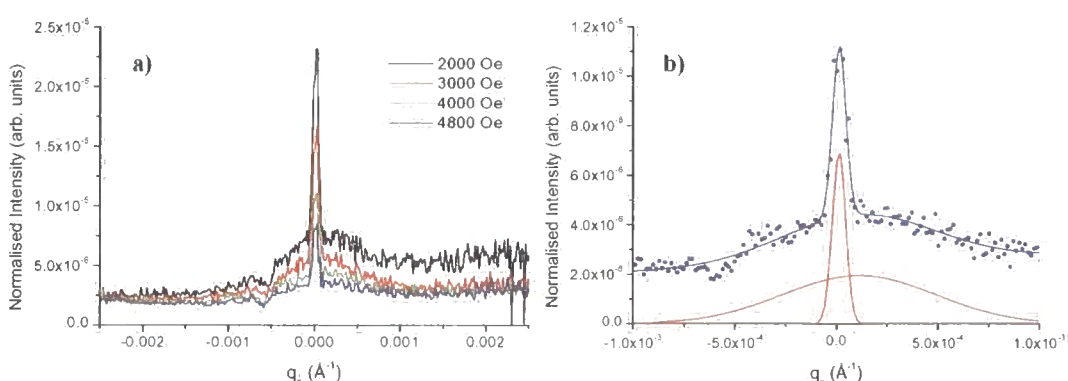 a)
2000 Oe
3000 Oe
4000 Oe
4800 Oe
Normalised Intensity (arb. units)
2.5x10⁻⁵
2.0x10⁻⁵
1.5x10⁻⁵
1.0x10⁻⁵
5.0x10⁻⁶
0.0
-0.002
-0.001
0.000
0.001
0.002
(Å⁻¹)
b)
Normalised Intensity (arb. units)
1.2x10⁻⁵
1.0x10⁻⁵
8.0x10⁻⁶
6.0x10⁻⁶
4.0x10⁻⁶
2.0x10⁻⁶
0.0
-1.0x10⁻³
-5.0x10⁻⁴
0.0
5.0x10⁻⁴
(Å⁻¹)